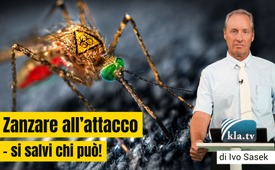 Zanzare all'attacco
- si salvi chi può!
kla.tv
di Ivo Sasek